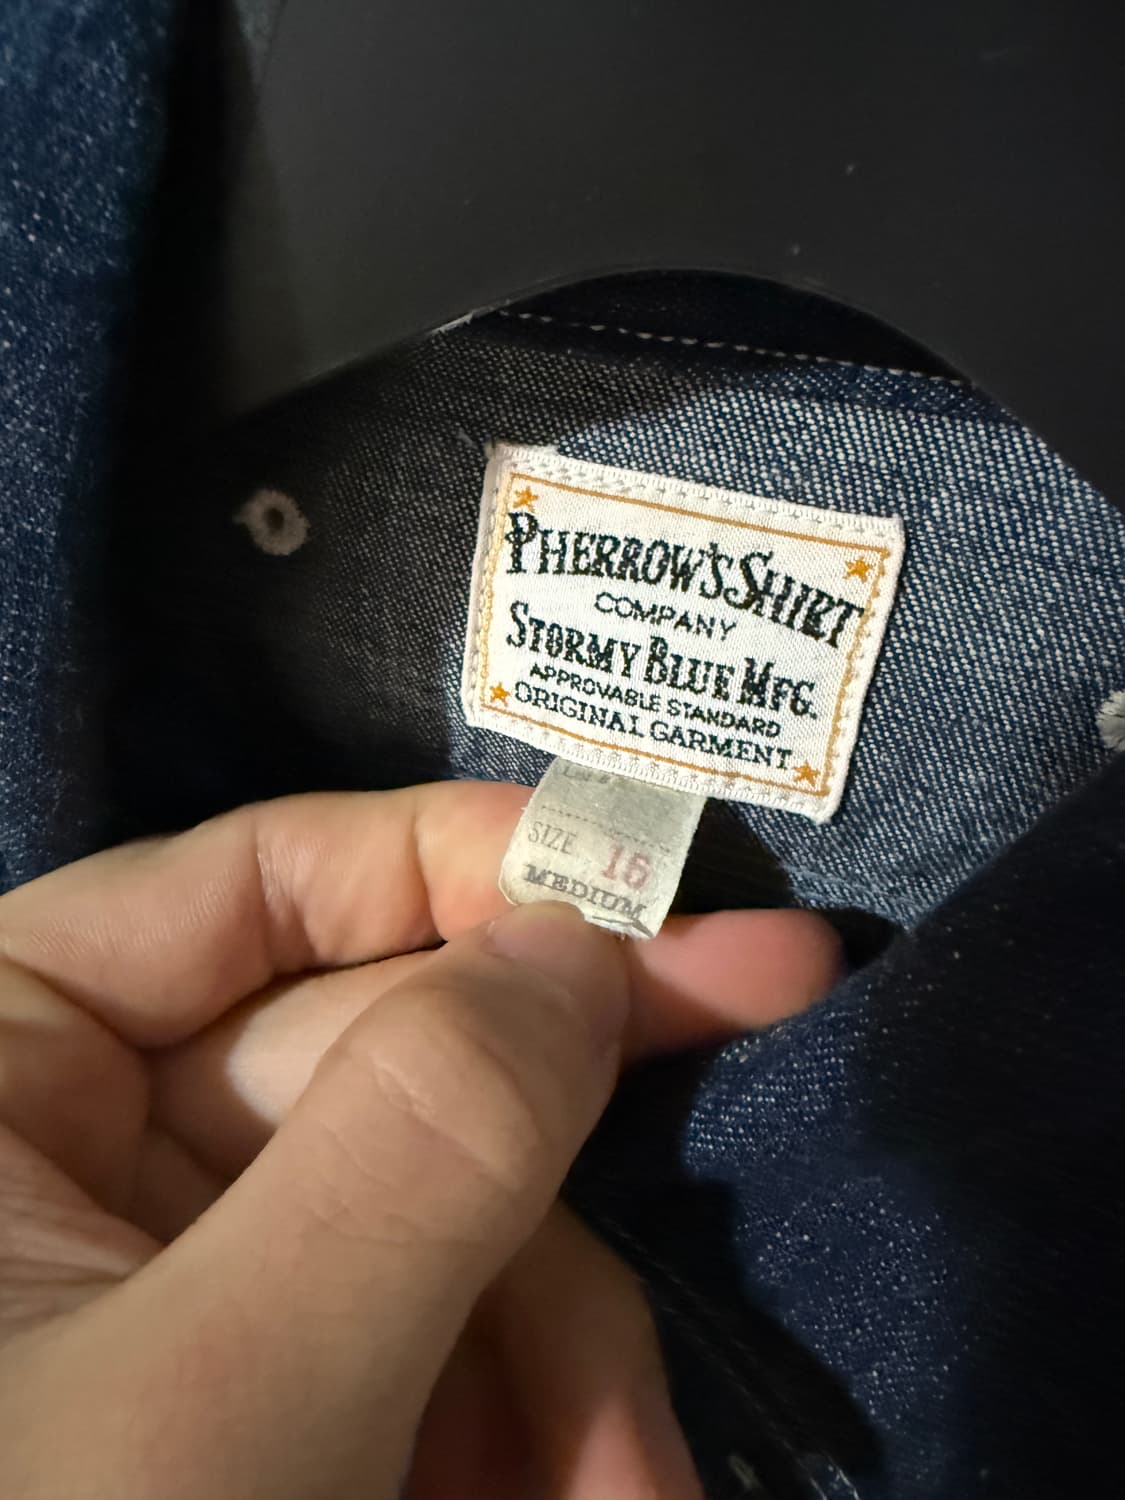 PHERROW'S SHIRT
COMPANY
STORMY BLUE MFG.
APPROVABLE STANDARD
ORIGINAL GARMENT
SIZE 16
MEDIUM